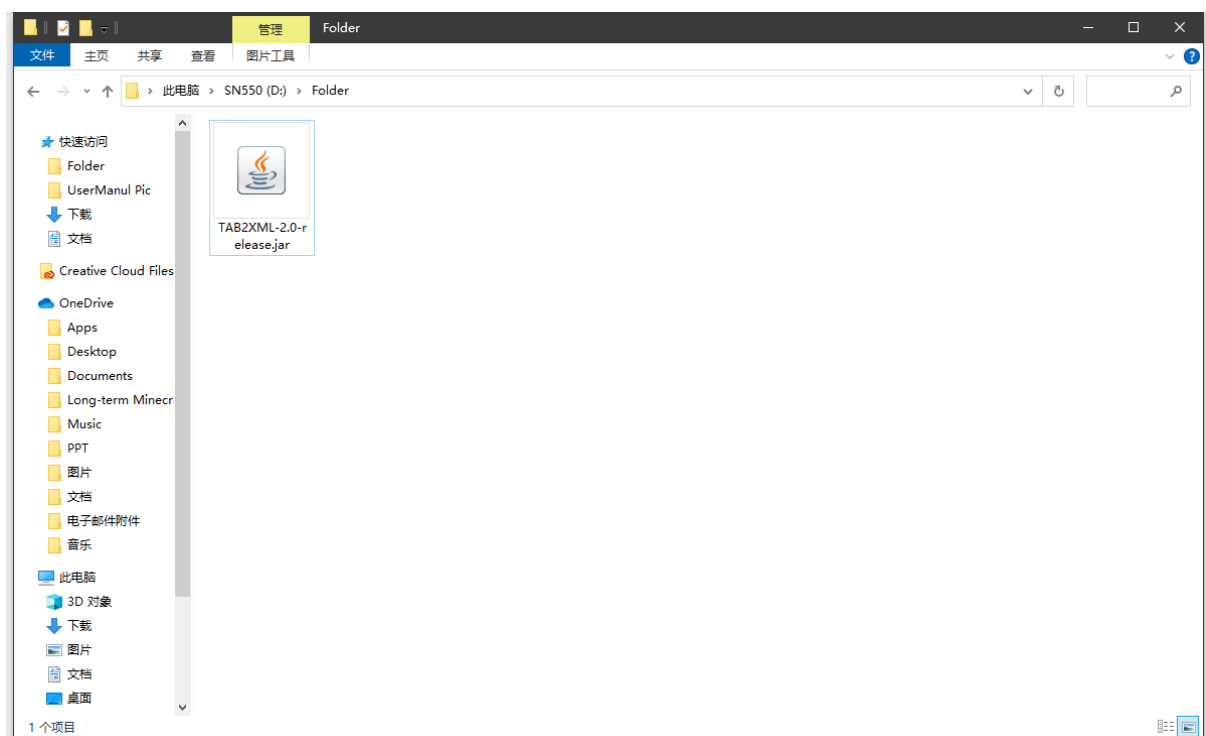 管理 Folder
文件 主页 共享 查看 图片工具
此电脑 › SN550 (D:) › Folder
快速访问
Folder
UserManul Pic
下载
文档
Creative Cloud Files
OneDrive
Apps
Desktop
Documents
Long-term Minecr
Music
PPT
图片
文档
电子邮件附件
音乐
此电脑
3D 对象
下载
图片
文档
桌面
TAB2XML-2.0-r
elease.jar
1 个项目